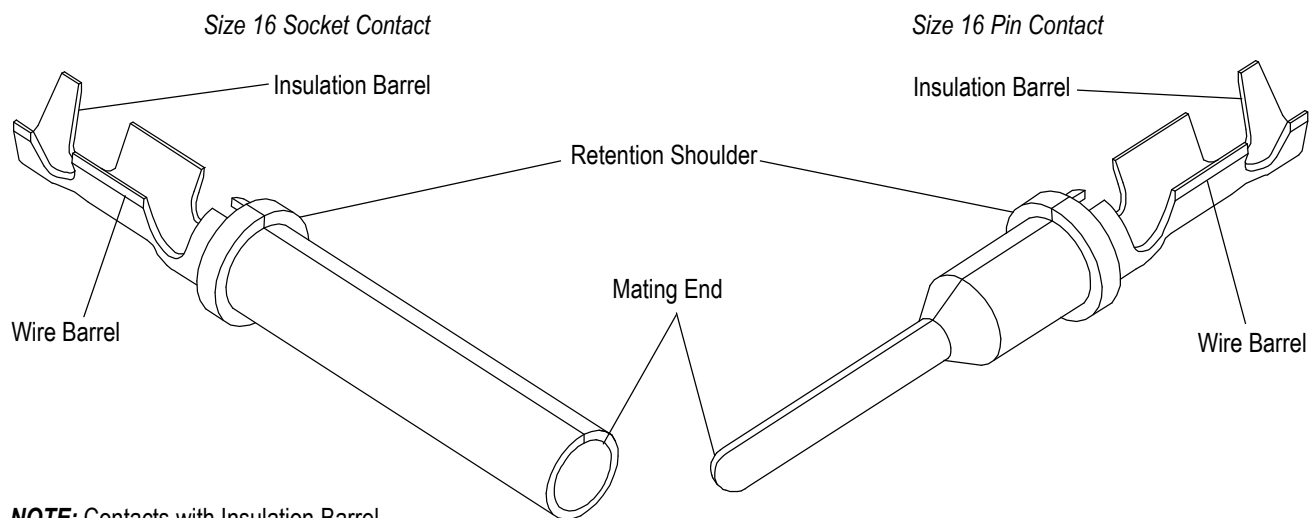 Size 16 Socket Contact
Size 16 Pin Contact
Insulation Barrel
Insulation Barrel
Retention Shoulder
Mating End
Wire Barrel
Wire Barrel
NOTE: Contacts with Insulation Barrel